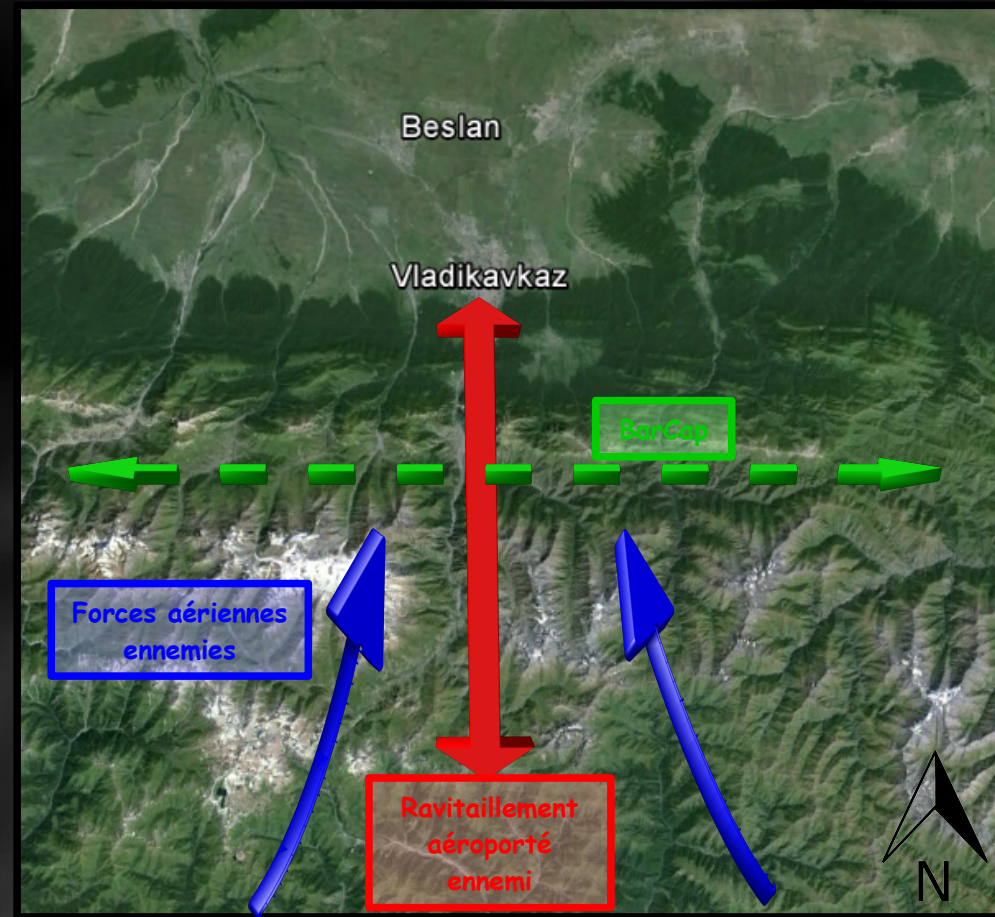 Beslan
Vladikavkaz
BarCap
Forces aériennes
ennemies
Ravitaillement
aéroporté
ennemi
N